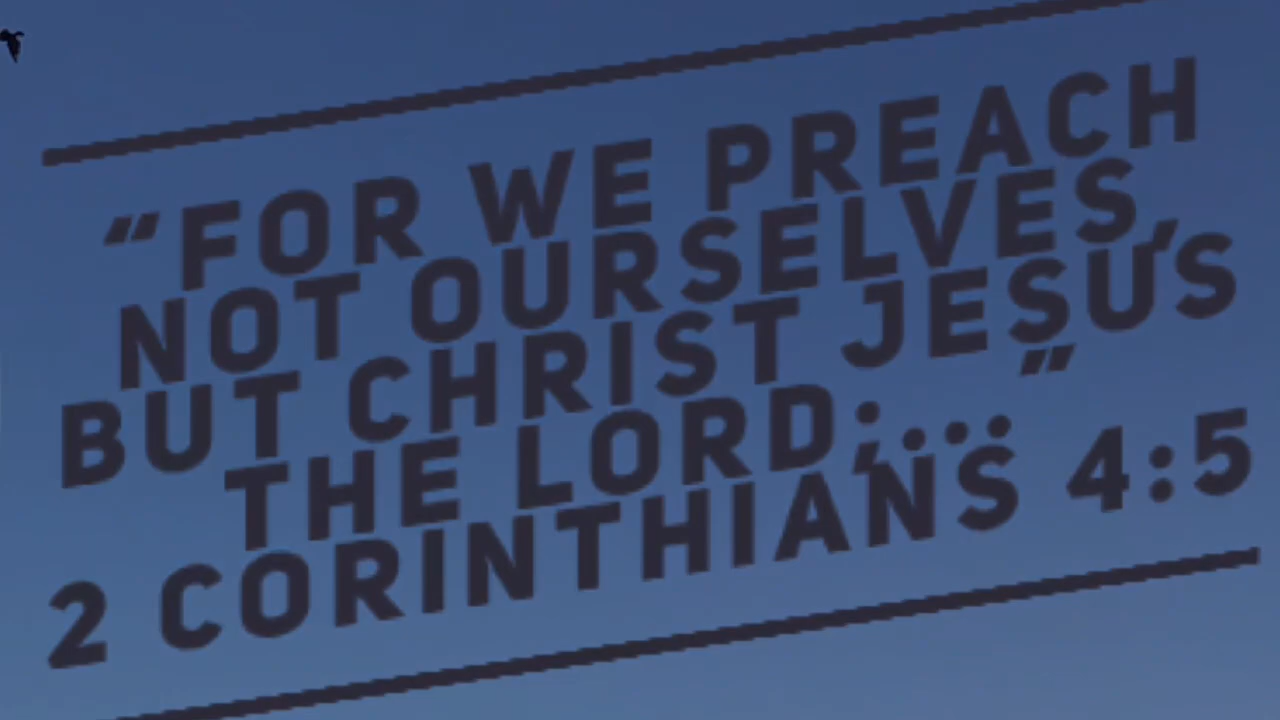 “FOR WE PREACH
NOT OURSELVES,
BUT CHRIST JESUS
THE LORD;...”
2 CORINTHIANS 4:5